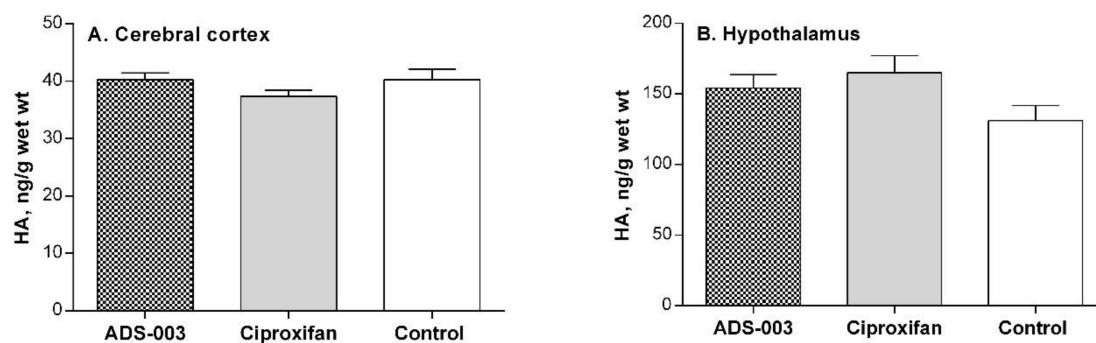 A. Cerebral cortex
HA, ng/g wet wt
50
40
30
20
10
0
ADS-003 Ciproxifan Control
B. Hypothalamus
HA, ng/g wet wt
200
150
100
50
0
ADS-003 Ciproxifan Control